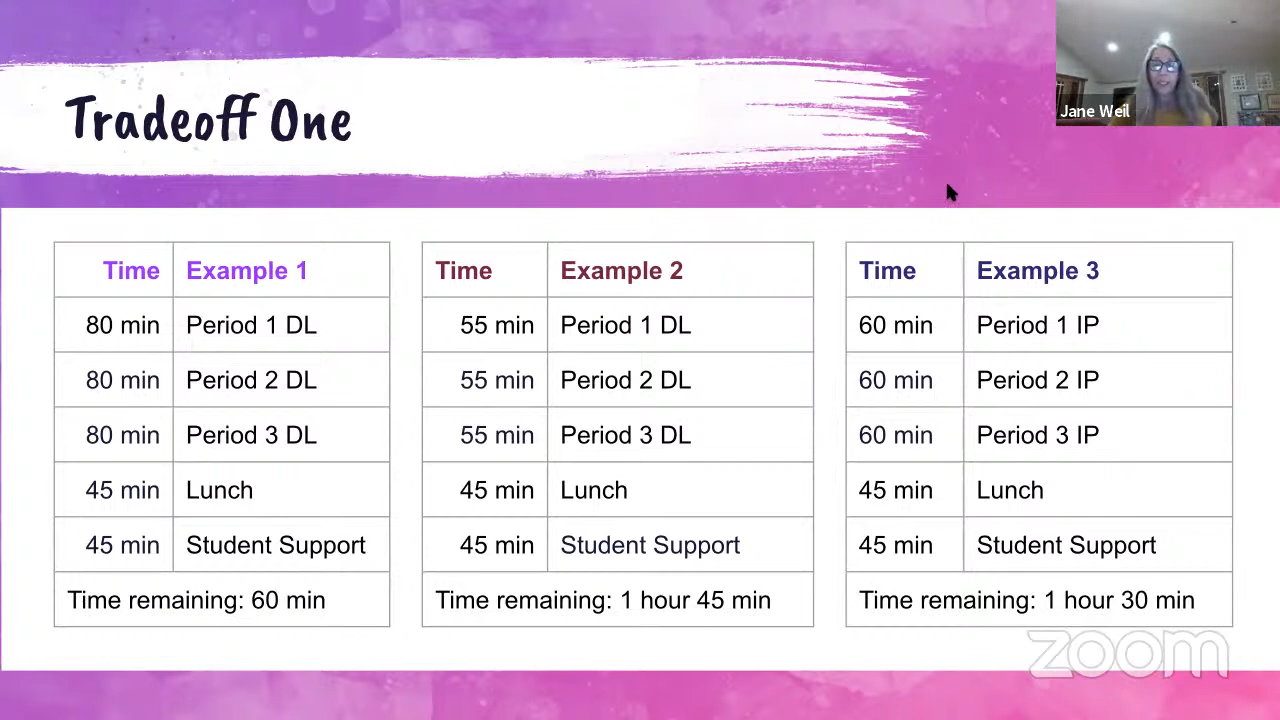 Tradeoff One
Jane Weil
Time Example 1
80 min Period 1 DL
80 min Period 2 DL
80 min Period 3 DL
45 min Lunch
45 min Student Support
Time remaining: 60 min
Time Example 2
55 min Period 1 DL
55 min Period 2 DL
55 min Period 3 DL
45 min Lunch
45 min Student Support
Time remaining: 1 hour 45 min
Time Example 3
60 min Period 1 IP
60 min Period 2 IP
60 min Period 3 IP
45 min Lunch
45 min Student Support
Time remaining: 1 hour 30 min
zoom